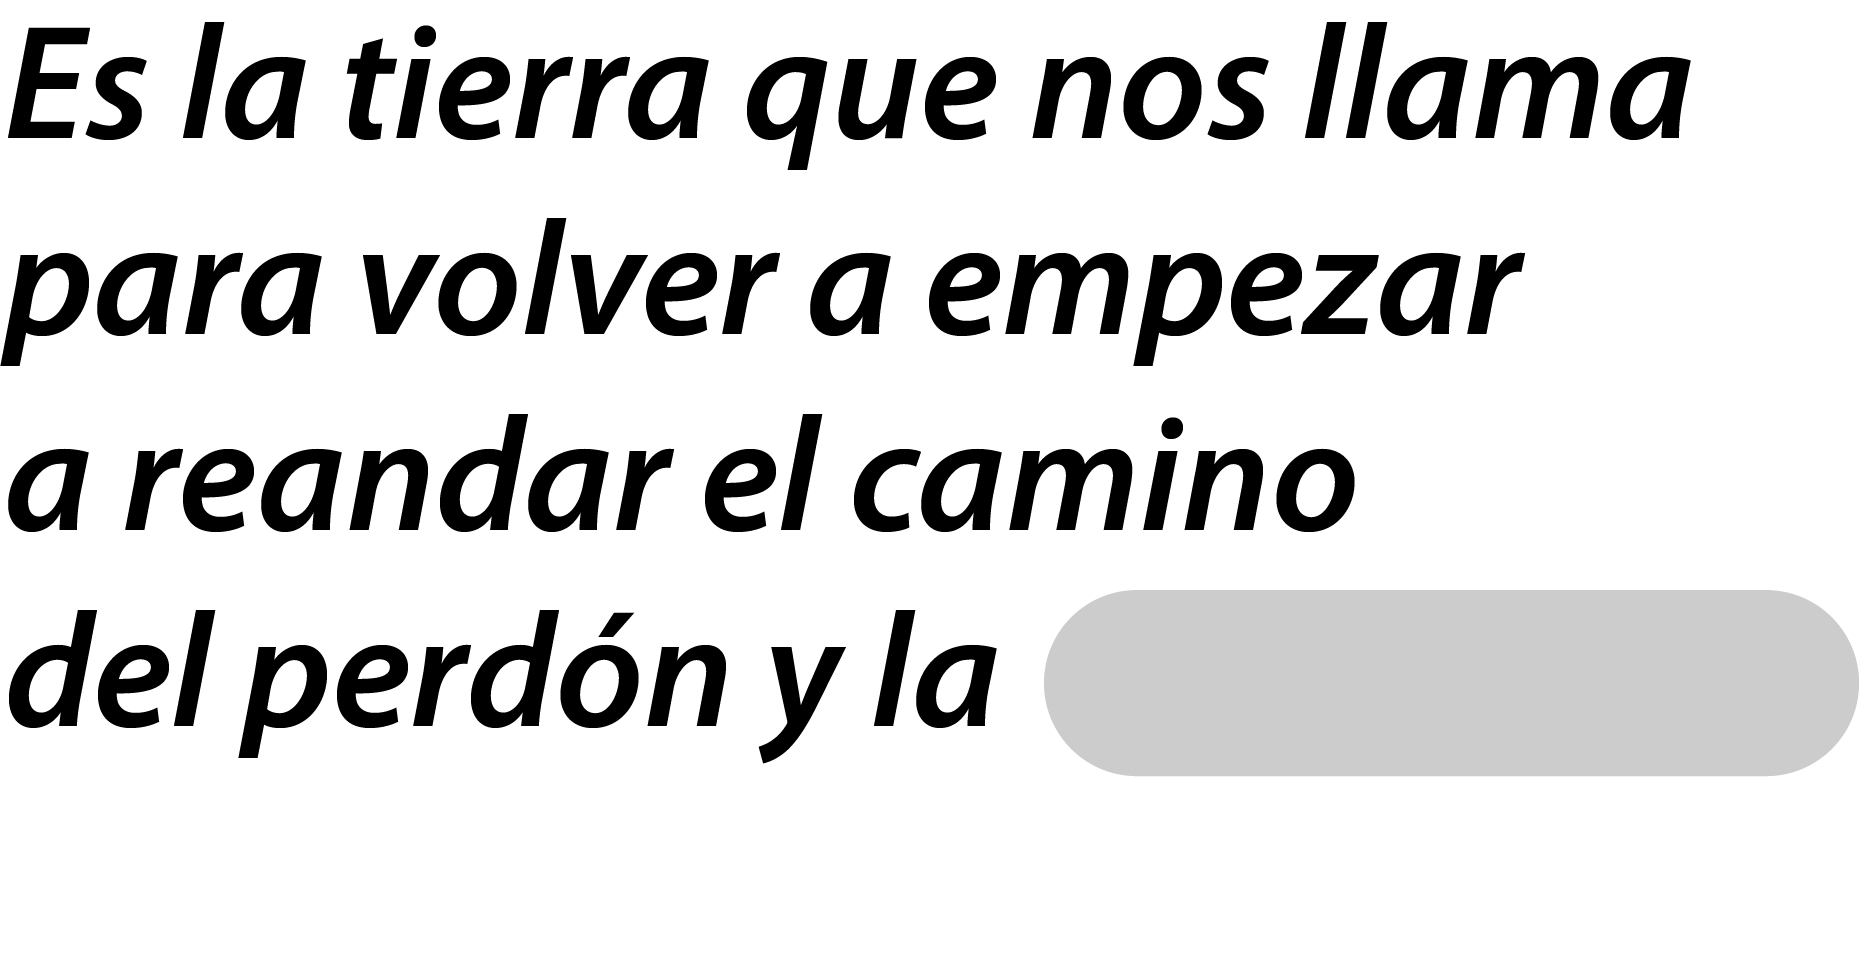 Es la tierra que nos llama
para volver a empezar
a reandar el camino
del perdón y la